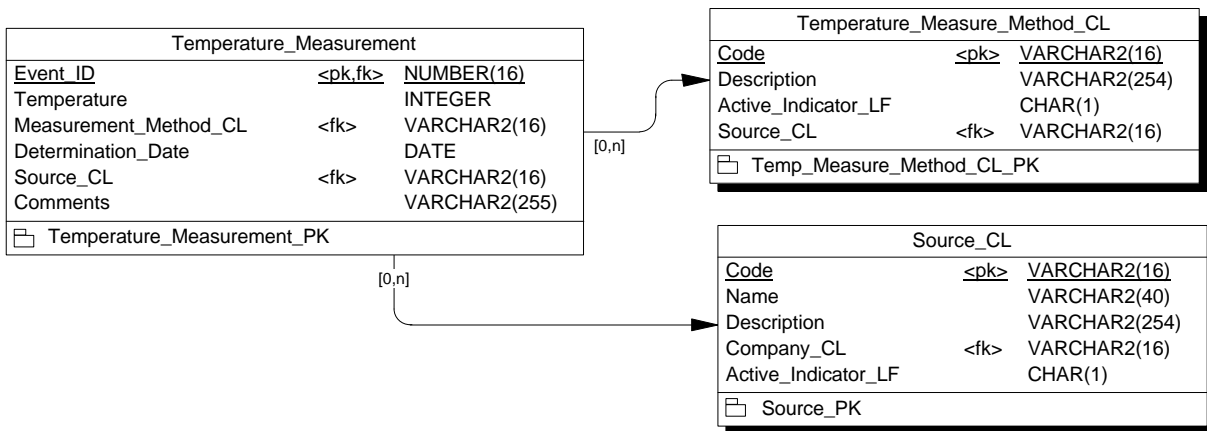 Temperature_Measurement
Event_ID <pk,fk> NUMBER(16)
Temperature INTEGER
Measurement_Method_CL <fk> VARCHAR2(16)
Determination_Date DATE
Source_CL <fk> VARCHAR2(16)
Comments VARCHAR2(255)
Temperature_Measurement_PK
[0,n]
[0,n]
Temperature_Measure_Method_CL
Code <pk> VARCHAR2(16)
Description VARCHAR2(254)
Active_Indicator_LF CHAR(1)
Source_CL <fk> VARCHAR2(16)
Temp_Measure_Method_CL_PK
Source_CL
Code <pk> VARCHAR2(16)
Name VARCHAR2(40)
Description VARCHAR2(254)
Company_CL <fk> VARCHAR2(16)
Active_Indicator_LF CHAR(1)
Source_PK